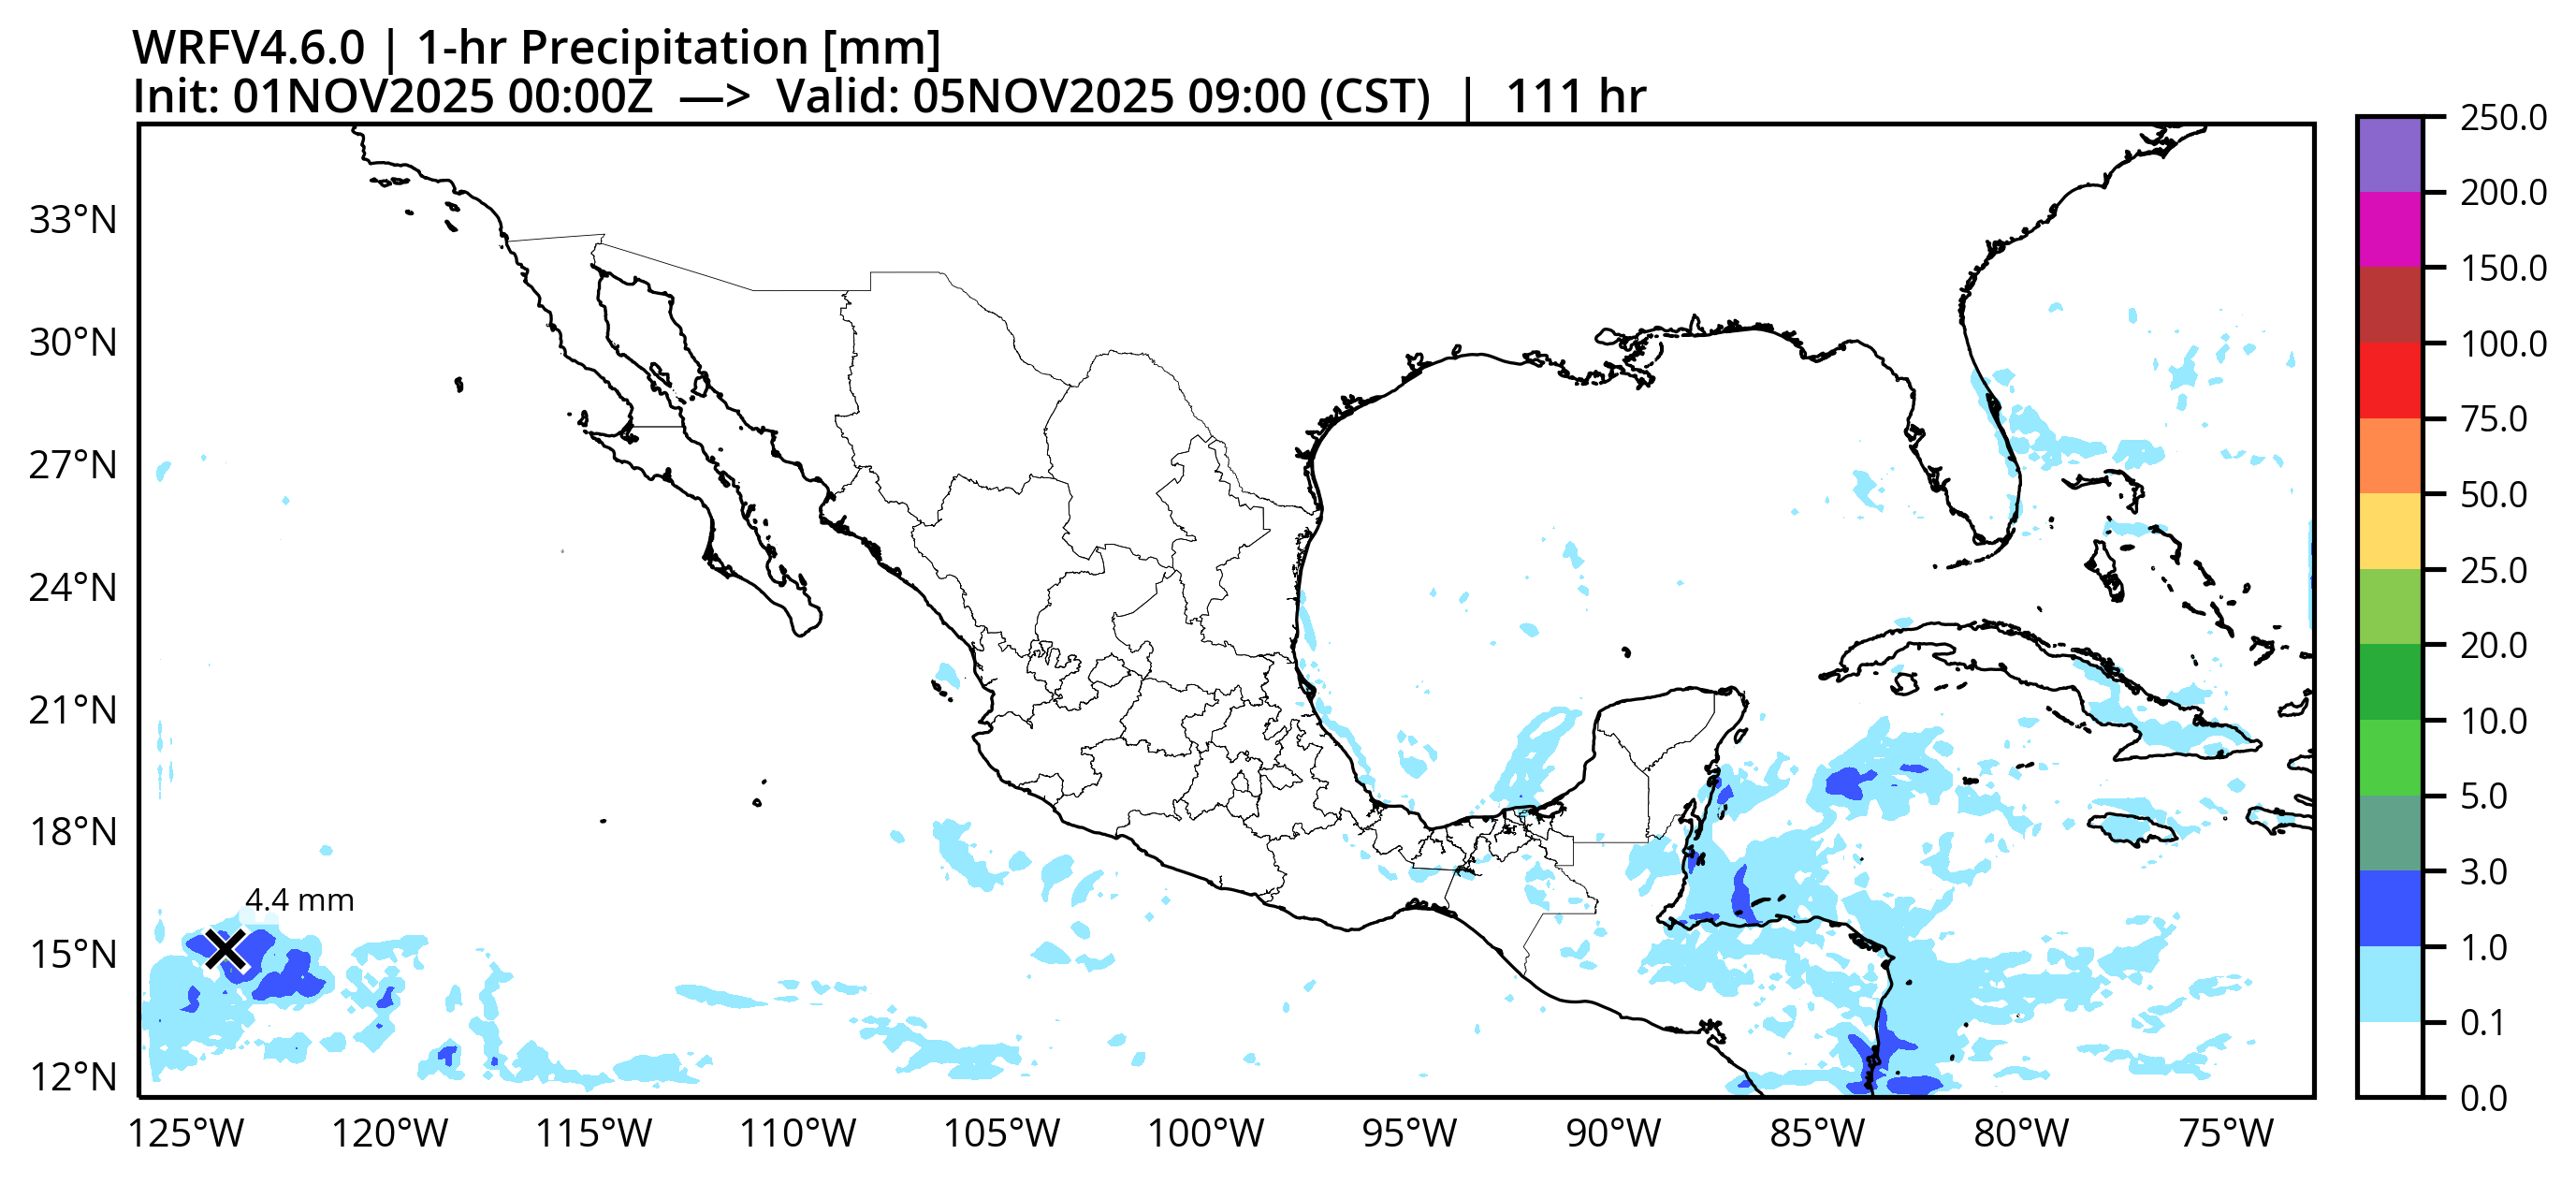 WRFV4.6.0 | 1-hr Precipitation [mm]
Init: 01NOV2025 00:00Z —> Valid: 05NOV2025 09:00 (CST) | 111 hr
33°N
30°N
27°N
24°N
21°N
18°N
15°N
12°N
4.4 mm
125°W 120°W 115°W 110°W 105°W 100°W 95°W 90°W 85°W 80°W 75°W
250.0
200.0
150.0
100.0
75.0
50.0
25.0
20.0
10.0
5.0
3.0
1.0
0.1
0.0